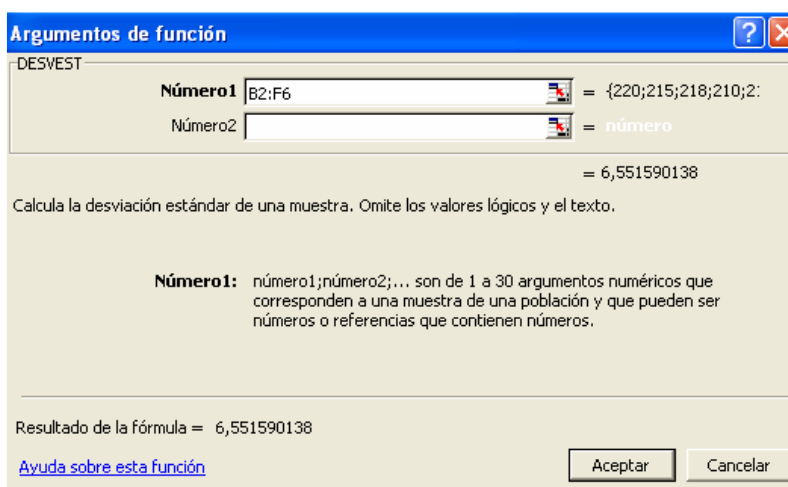 Argumentos de función
DESVEST
Número1 B2:F6 = {220;215;218;210;21
Número2 = número
= 6,551590138
Calcula la desviación estándar de una muestra. Omite los valores lógicos y el texto.
Número1: número1;número2;... son de 1 a 30 argumentos numéricos que
corresponden a una muestra de una población y que pueden ser
números o referencias que contienen números.
Resultado de la fórmula = 6,551590138
Ayuda sobre esta función Aceptar Cancelar